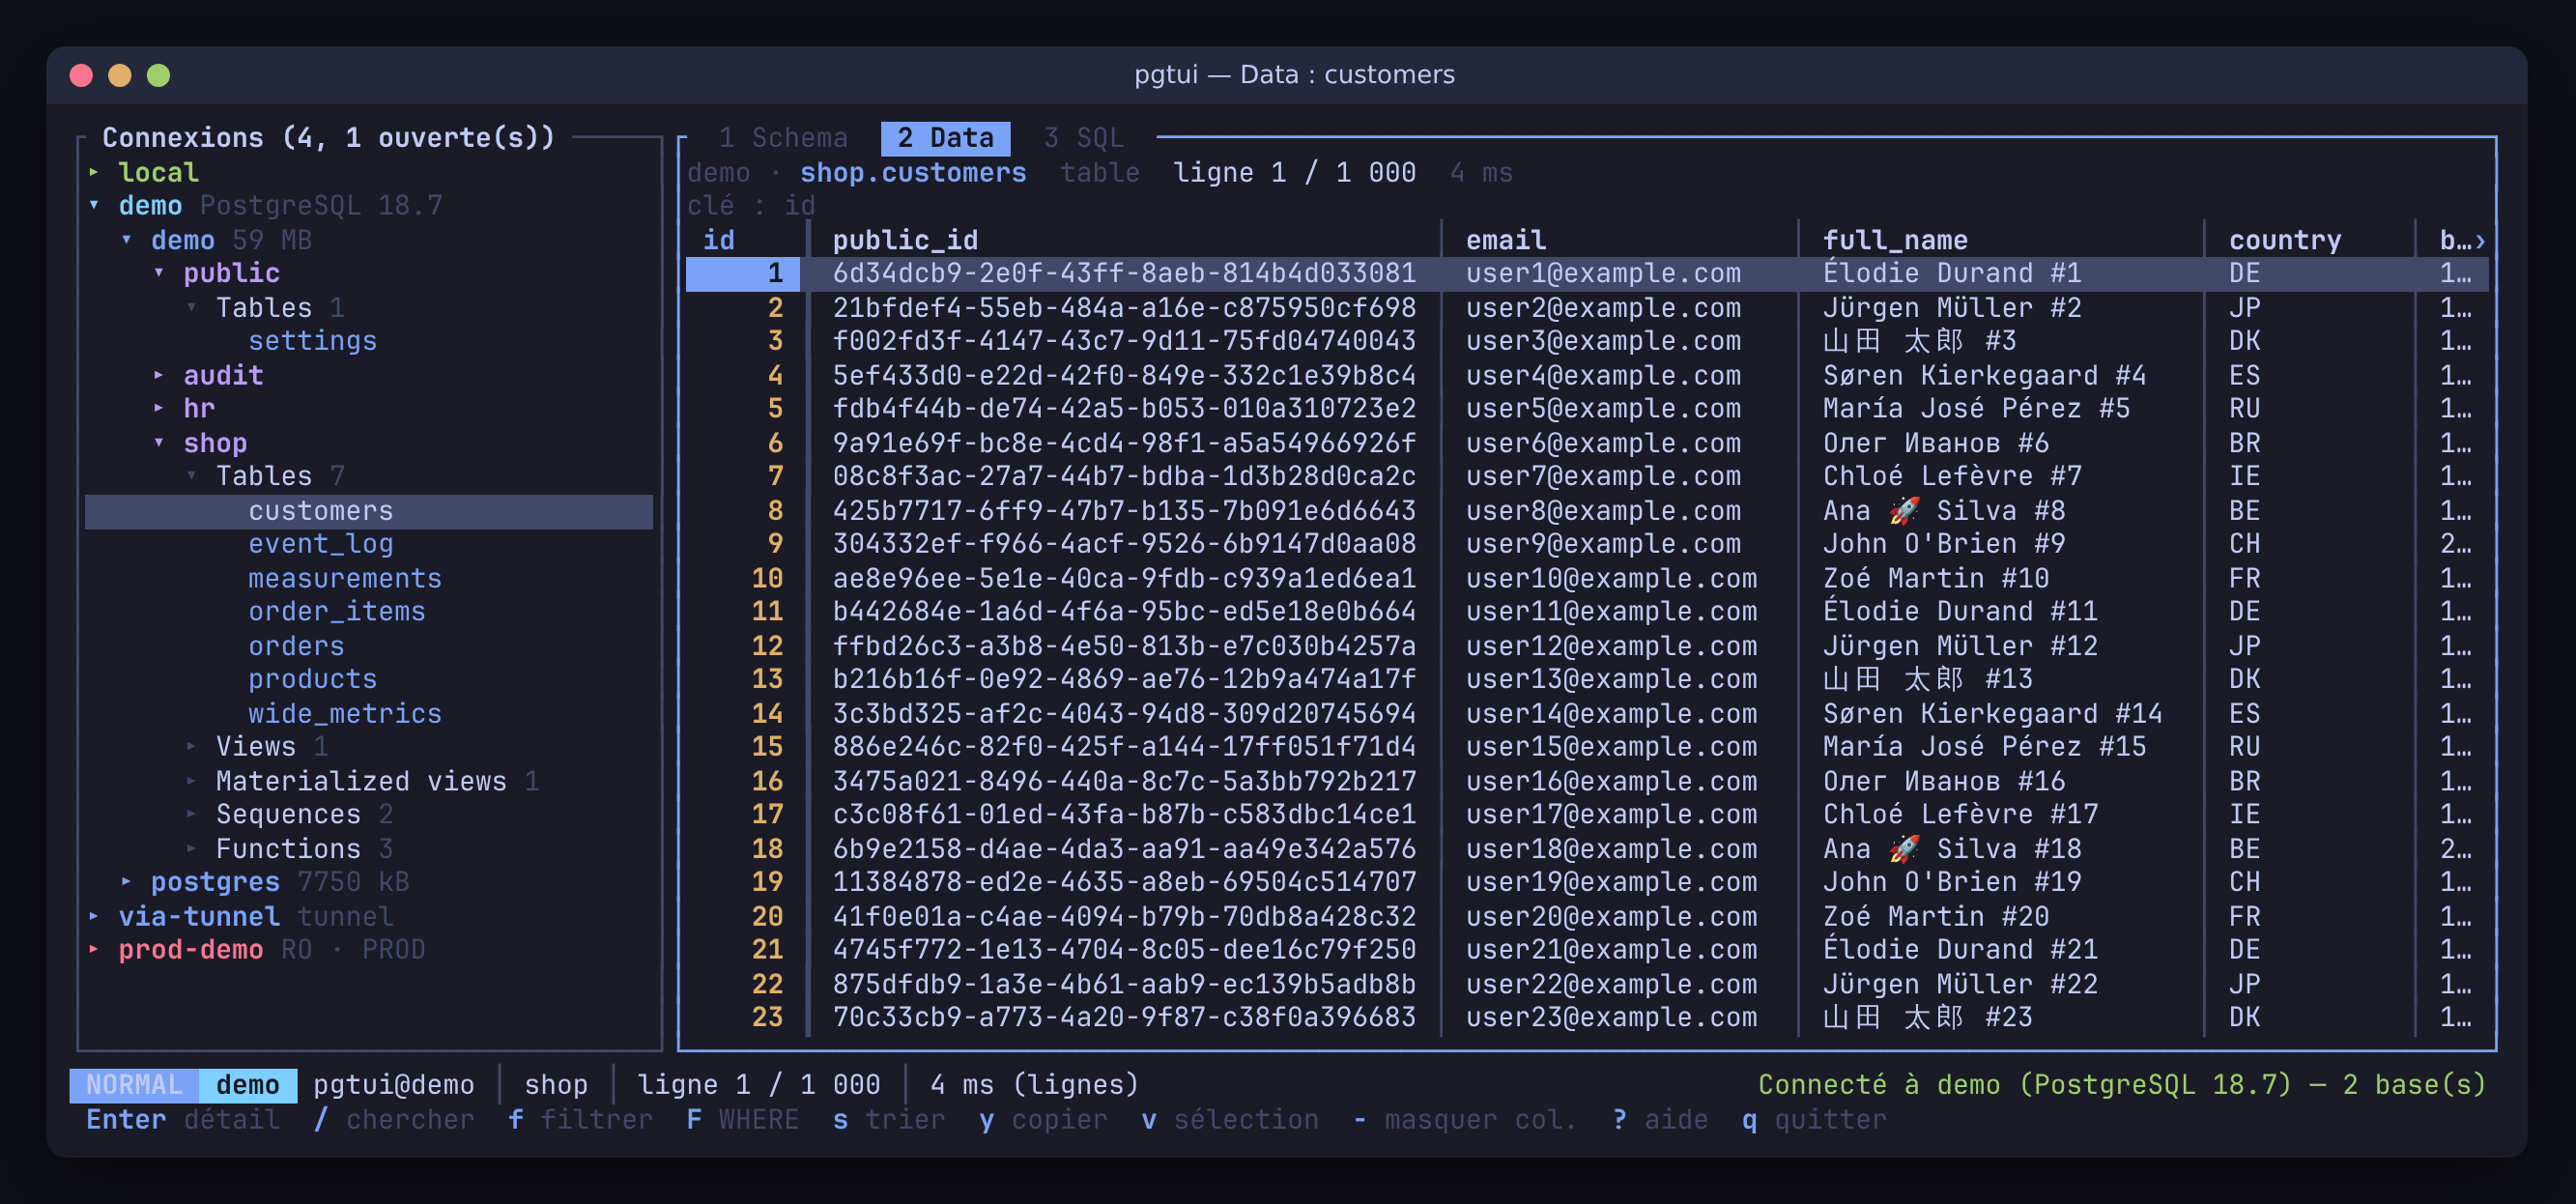 pgtui — Data : customers
Connexions (4, 1 ouverte(s))
▸ local
▾ demo PostgreSQL 18.7
▾ demo 59 MB
▾ public
▾ Tables 1
settings
▸ audit
▸ hr
▾ shop
▾ Tables 7
customers
event_log
measurements
order_items
orders
products
wide_metrics
▸ Views 1
▸ Materialized views 1
▸ Sequences 2
▸ Functions 3
▸ postgres 7750 kB
▸ via-tunnel tunnel
▸ prod-demo RO · PROD
1 Schema 2 Data 3 SQL
demo · shop.customers table ligne 1 / 1 000 4 ms
clé : id
id public_id email full_name country b…›
1 6d34dcb9-2e0f-43ff-8aeb-814b4d033081 user1@example.com Élodie Durand #1 DE 1…
2 21bfdef4-55eb-484a-a16e-c875950cf698 user2@example.com Jürgen Müller #2 JP 1…
3 f002fd3f-4147-43c7-9d11-75fd04740043 user3@example.com 山田 太郎 #3 DK 1…
4 5ef433d0-e22d-42f0-849e-332c1e39b8c4 user4@example.com Søren Kierkegaard #4 ES 1…
5 fdb4f44b-de74-42a5-b053-010a310723e2 user5@example.com María José Pérez #5 RU 1…
6 9a91e69f-bc8e-4cd4-98f1-a5a54966926f user6@example.com Олег Иванов #6 BR 1…
7 08c8f3ac-27a7-44b7-bdba-1d3b28d0ca2c user7@example.com Chloé Lefèvre #7 IE 1…
8 425b7717-6ff9-47b7-b135-7b091e6d6643 user8@example.com Ana 🚀 Silva #8 BE 1…
9 304332ef-f966-4acf-9526-6b9147d0aa08 user9@example.com John O'Brien #9 CH 2…
10 ae8e96ee-5e1e-40ca-9fdb-c939a1ed6ea1 user10@example.com Zoé Martin #10 FR 1…
11 b442684e-1a6d-4f6a-95bc-ed5e18e0b664 user11@example.com Élodie Durand #11 DE 1…
12 ffbd26c3-a3b8-4e50-813b-e7c030b4257a user12@example.com Jürgen Müller #12 JP 1…
13 b216b16f-0e92-4869-ae76-12b9a474a17f user13@example.com 山田 太郎 #13 DK 1…
14 3c3bd325-af2c-4043-94d8-309d20745694 user14@example.com Søren Kierkegaard #14 ES 1…
15 886e246c-82f0-425f-a144-17ff051f71d4 user15@example.com María José Pérez #15 RU 1…
16 3475a021-8496-440a-8c7c-5a3bb792b217 user16@example.com Олег Иванов #16 BR 1…
17 c3c08f61-01ed-43fa-b87b-c583dbc14ce1 user17@example.com Chloé Lefèvre #17 IE 1…
18 6b9e2158-d4ae-4da3-aa91-aa49e342a576 user18@example.com Ana 🚀 Silva #18 BE 2…
19 11384878-ed2e-4635-a8eb-69504c514707 user19@example.com John O'Brien #19 CH 1…
20 41f0e01a-c4ae-4094-b79b-70db8a428c32 user20@example.com Zoé Martin #20 FR 1…
21 4745f772-1e13-4704-8c05-dee16c79f250 user21@example.com Élodie Durand #21 DE 1…
22 875dfdb9-1a3e-4b61-aab9-ec139b5adb8b user22@example.com Jürgen Müller #22 JP 1…
23 70c33cb9-a773-4a20-9f87-c38f0a396683 user23@example.com 山田 太郎 #23 DK 1…
NORMAL demo pgtui@demo │ shop │ ligne 1 / 1 000 │ 4 ms (lignes) Connecté à demo (PostgreSQL 18.7) — 2 base(s)
Enter détail / chercher f filtrer F WHERE s trier y copier v sélection - masquer col. ? aide q quitter